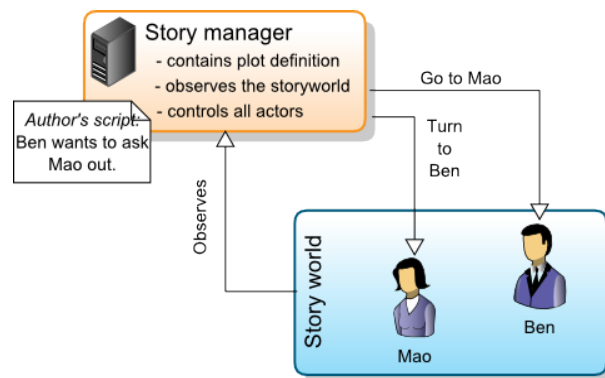 Story manager
- contains plot definition
- observes the storyworld
- controls all actors
Author's script:
Ben wants to ask
Mao out.
Go to Mao
Turn
to
Ben
Observes
Story world
Mao
Ben